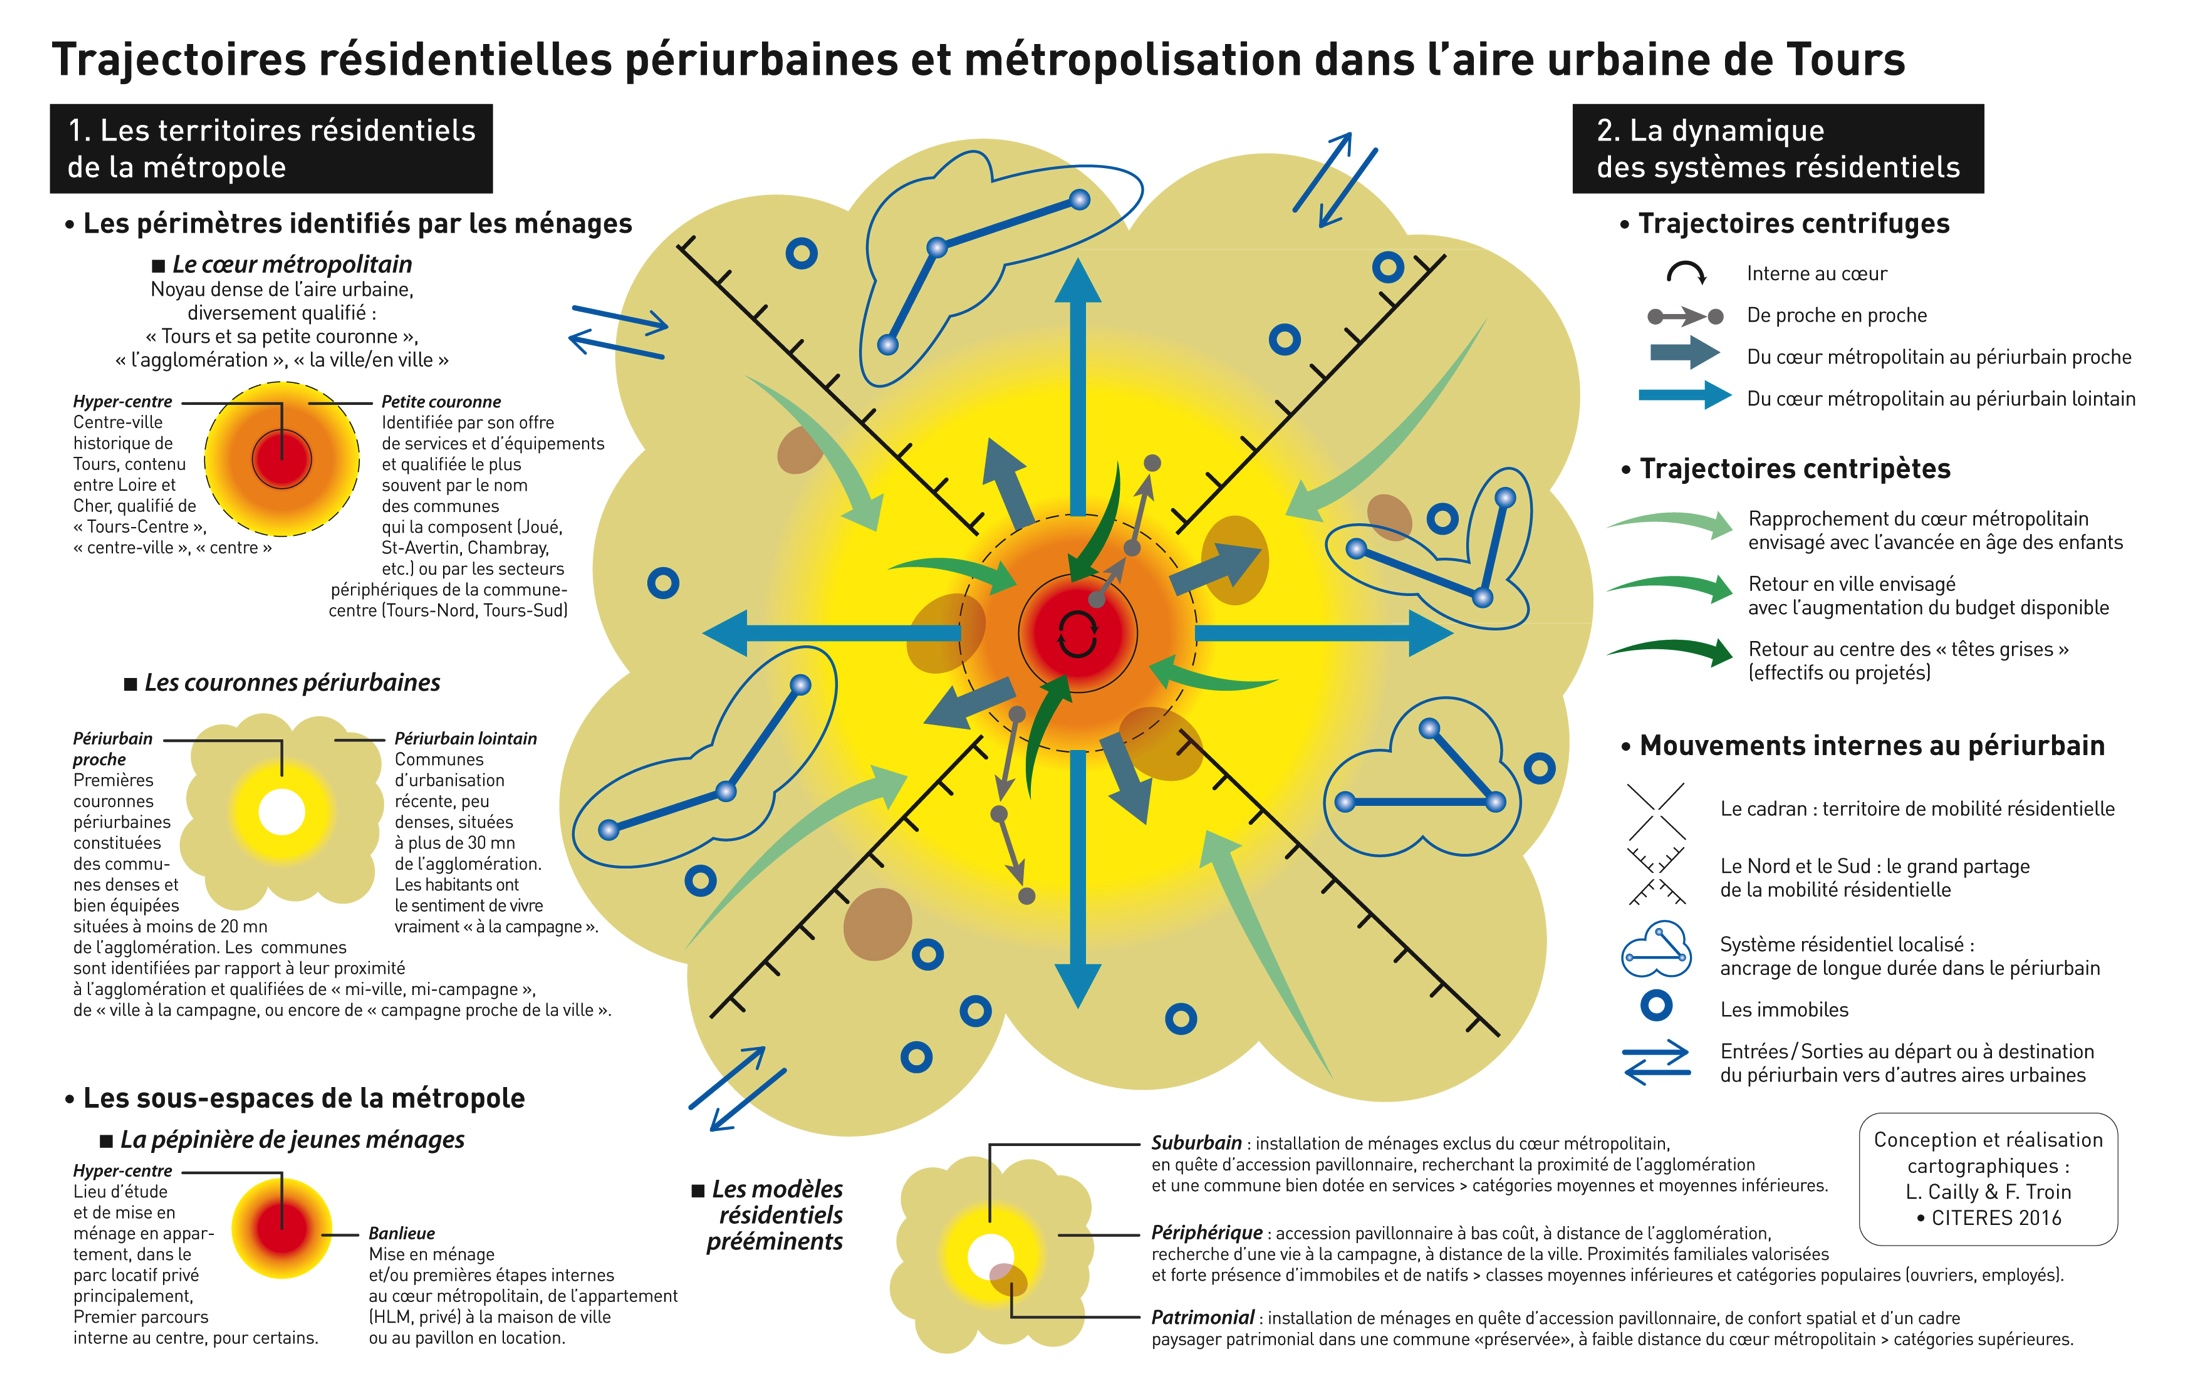 Trajectoires résidentielles périurbaines et métropolisation dans l’aire urbaine de Tours
1. Les territoires résidentiels
de la métropole
• Les périmètres identifiés par les ménages
■ Le cœur métropolitain
Noyau dense de l’aire urbaine,
diversement qualifié :
« Tours et sa petite couronne »,
« l’agglomération », « la ville/en ville »
Hyper-centre
Centre-ville
historique de
Tours, contenu
entre Loire et
Cher, qualifié de
« Tours-Centre »,
« centre-ville », « centre »
Petite couronne
Identifiée par son offre
de services et d’équipements
et qualifiée le plus
souvent par le nom
des communes
qui la composent (Joué,
St-Avertin, Chambray,
etc.) ou par les secteurs
périphériques de la commune-
centre (Tours-Nord, Tours-Sud)
■ Les couronnes périurbaines
Périurbain
proche
Premières
couronnes
périurbaines
constituées
des commu-
nes denses et
bien équipées
situées à moins de 20 mn
de l’agglomération. Les communes
sont identifiées par rapport à leur proximité
à l’agglomération et qualifiées de « mi-ville, mi-campagne »,
de « ville à la campagne, ou encore de « campagne proche de la ville ».
Périurbain lointain
Communes
d’urbanisation
récente, peu
denses, situées
à plus de 30 mn
de l’agglomération.
Les habitants ont
le sentiment de vivre
vraiment « à la campagne ».
• Les sous-espaces de la métropole
■ La pépinière de jeunes ménages
Hyper-centre
Lieu d’étude
et de mise en
ménage en appar-
tement, dans le
parc locatif privé
principalement,
Premier parcours
interne au centre, pour certains.
Banlieue
Mise en ménage
et/ou premières étapes internes
au cœur métropolitain, de l’appartement
(HLM, privé) à la maison de ville
ou au pavillon en location.
■ Les modèles
résidentiels
prééminents
Suburbain : installation de ménages exclus du cœur métropolitain,
en quête d’accession pavillonnaire, recherchant la proximité de l’agglomération
et une commune bien dotée en services > catégories moyennes et moyennes inférieures.
Périphérique : accession pavillonnaire à bas coût, à distance de l’agglomération,
recherche d’une vie à la campagne, à distance de la ville. Proximités familiales valorisées
et forte présence d’immobiles et de natifs > classes moyennes inférieures et catégories populaires (ouvriers, employés).
Patrimonial : installation de ménages en quête d’accession pavillonnaire, de confort spatial et d’un cadre
paysager patrimonial dans une commune «préservée», à faible distance du cœur métropolitain > catégories supérieures.
2. La dynamique
des systèmes résidentiels
• Trajectoires centrifuges
Interne au cœur
De proche en proche
Du cœur métropolitain au périurbain proche
Du cœur métropolitain au périurbain lointain
• Trajectoires centripètes
Rapprochement du cœur métropolitain
envisagé avec l’avancée en âge des enfants
Retour en ville envisagé
avec l’augmentation du budget disponible
Retour au centre des « têtes grises »
(effectifs ou projetés)
• Mouvements internes au périurbain
Le cadran : territoire de mobilité résidentielle
Le Nord et le Sud : le grand partage
de la mobilité résidentielle
Système résidentiel localisé :
ancrage de longue durée dans le périurbain
Les immobiles
Entrées/Sorties au départ ou à destination
du périurbain vers d’autres aires urbaines
Conception et réalisation
cartographiques :
L. Cailly & F. Troin
• CITERES 2016